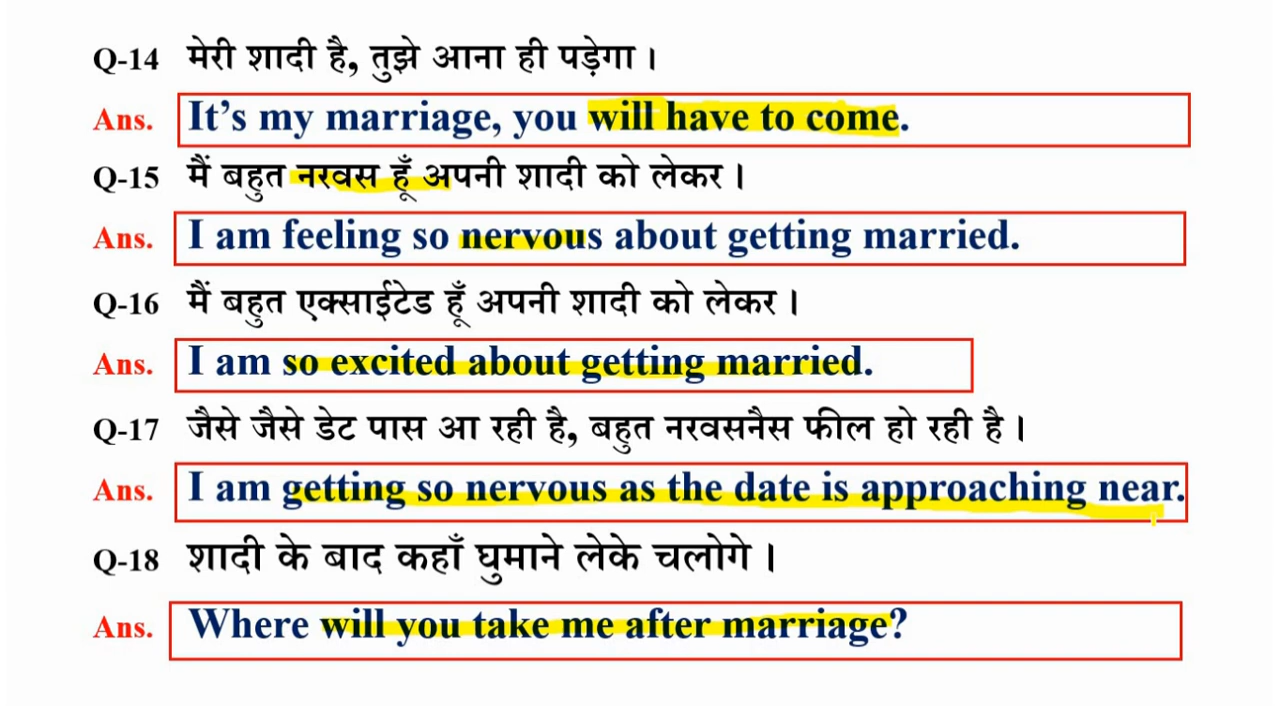 Q-14 मेरी शादी है, तुझे आना ही पड़ेगा ।
Ans. It's my marriage, you will have to come.
Q-15 मैं बहुत नरवस हूँ अपनी शादी को लेकर ।
Ans. I am feeling so nervous about getting married.
Q-16 मैं बहुत एक्साईटेड हूँ अपनी शादी को लेकर ।
Ans. I am so excited about getting married.
Q-17 जैसे जैसे डेट पास आ रही है, बहुत नरवसनैस फील हो रही है ।
Ans. I am getting so nervous as the date is approaching near.
Q-18 शादी के बाद कहाँ घुमाने लेके चलोगे ।
Ans. Where will you take me after marriage?